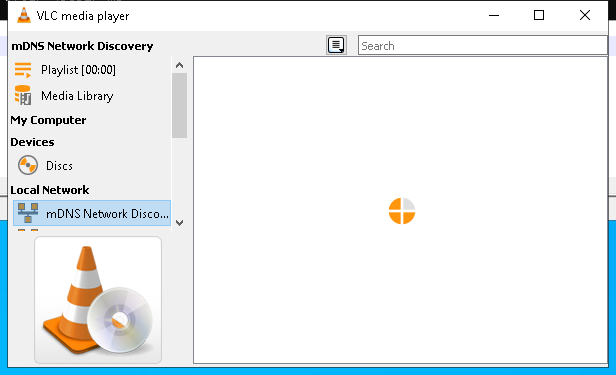 VLC media player
mDNS Network Discovery
Search
Playlist [00:00]
Media Library
My Computer
Devices
Discs
Local Network
mDNS Network Disco...